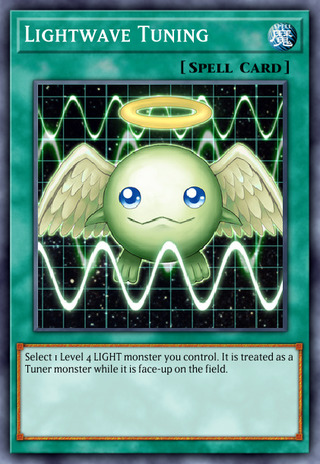 Lightwave Tuning
魔
[Spell Card]
Select 1 Level 4 LIGHT monster you control. It is treated as a
Tuner monster while it is face-up on the field.